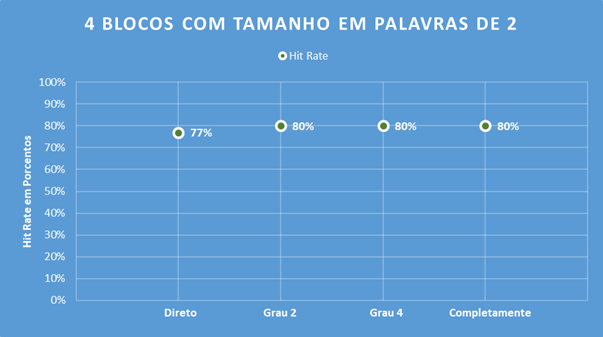 4 BLOCOS COM TAMANHO EM PALAVRAS DE 2
Hit Rate
100%
90%
80%
70%
60%
50%
40%
30%
20%
10%
0%
Hit Rate em Porcentos
77%
80%
80%
80%
Direto
Grau 2
Grau 4
Completamente